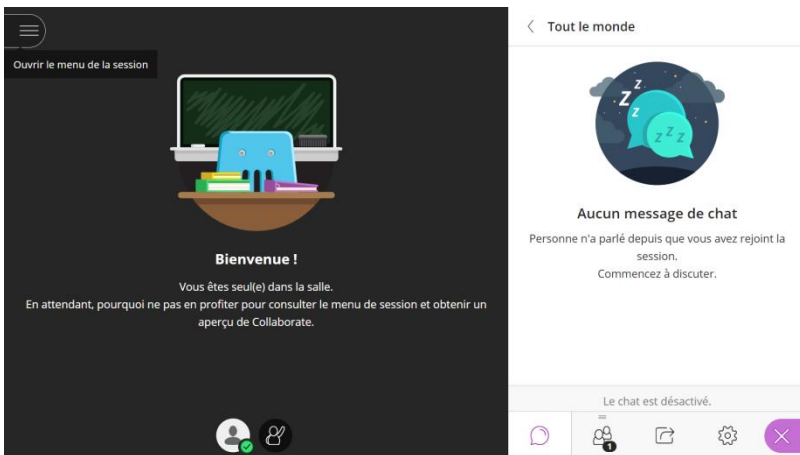 Ouvrir le menu de la session
Bienvenue !
Vous êtes seul(e) dans la salle.
En attendant, pourquoi ne pas en profiter pour consulter le menu de session et obtenir un
aperçu de Collaborate.
Tout le monde
z
Z
z
z z z
Aucun message de chat
Personne n'a parlé depuis que vous avez rejoint la
session.
Commencez à discuter.
Le chat est désactivé.
1